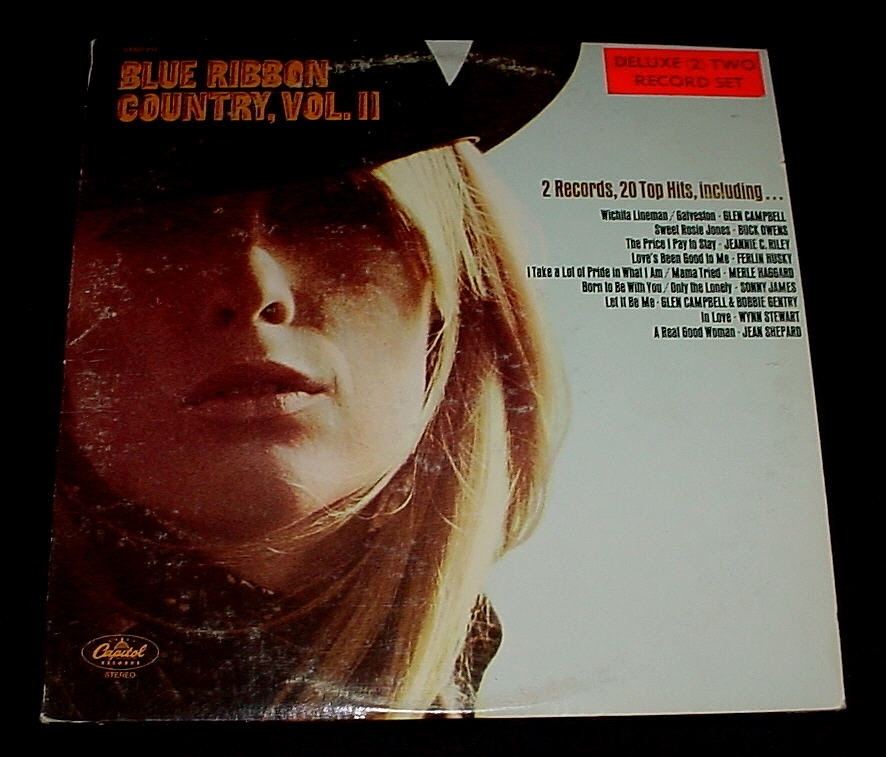 BLUE RIBBON
COUNTRY, VOL. II
DELUXE (2) TWO
RECORD SET
2 Records, 20 Top Hits, including...
Wichita Lineman / Galveston - GLEN CAMPBELL
Sweet Rosie Jones - BUCK OWENS
The Price I Pay to Stay - JEANNIE C. RILEY
Love's Been Good to Me - FERLIN HUSKY
I Take a Lot of Pride in What I Am / Mama Tried - MERLE HAGGARD
Born to Be With You / Only the Lonely - SONNY JAMES
Let It Be Me - GLEN CAMPBELL & BOBBIE GENTRY
In Love - WYNN STEWART
A Real Good Woman - JEAN SHEPARD
Capitol
RECORDS
STEREO